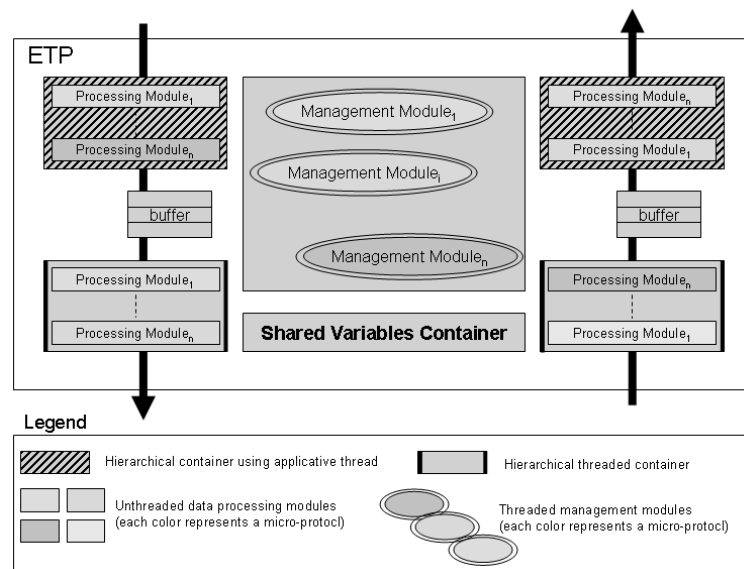 ETP
Processing Module1
Processing Modulen
buffer
Processing Module1
Processing Modulen
Management Module1
Management Modulei
Management Modulen
Shared Variables Container
Processing Modulen
Processing Module1
buffer
Processing Modulen
Processing Module1
Legend
Hierarchical container using applicative thread
Hierarchical threaded container
Unthreaded data processing modules
(each color represents a micro-protocl)
Threaded management modules
(each color represents a micro-protocl)